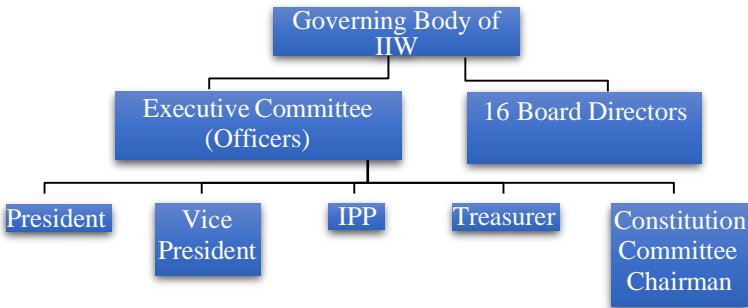 Governing Body of
IIW
Executive Committee
(Officers)
16 Board Directors
President
Vice
President
IPP
Treasurer
Constitution
Committee
Chairman